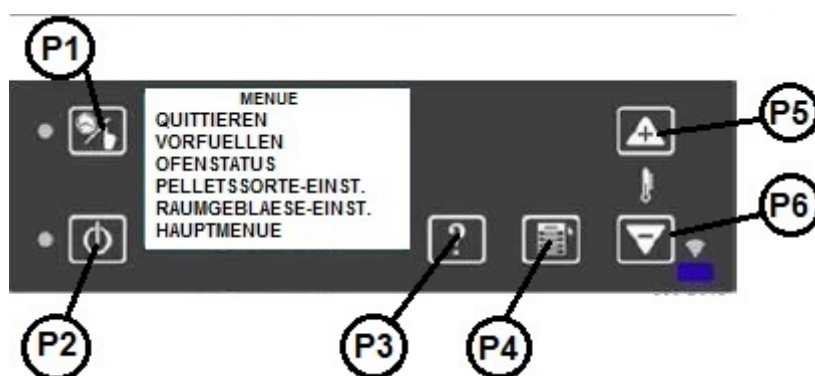 P1
MENUE
QUITTIEREN
VORFUELLEN
OFENSTATUS
PELLETSSORTE-EINST.
RAUMGEBLAESE-EINST.
HAUPTMENUE
P5
P6
?
P2
P3
P4